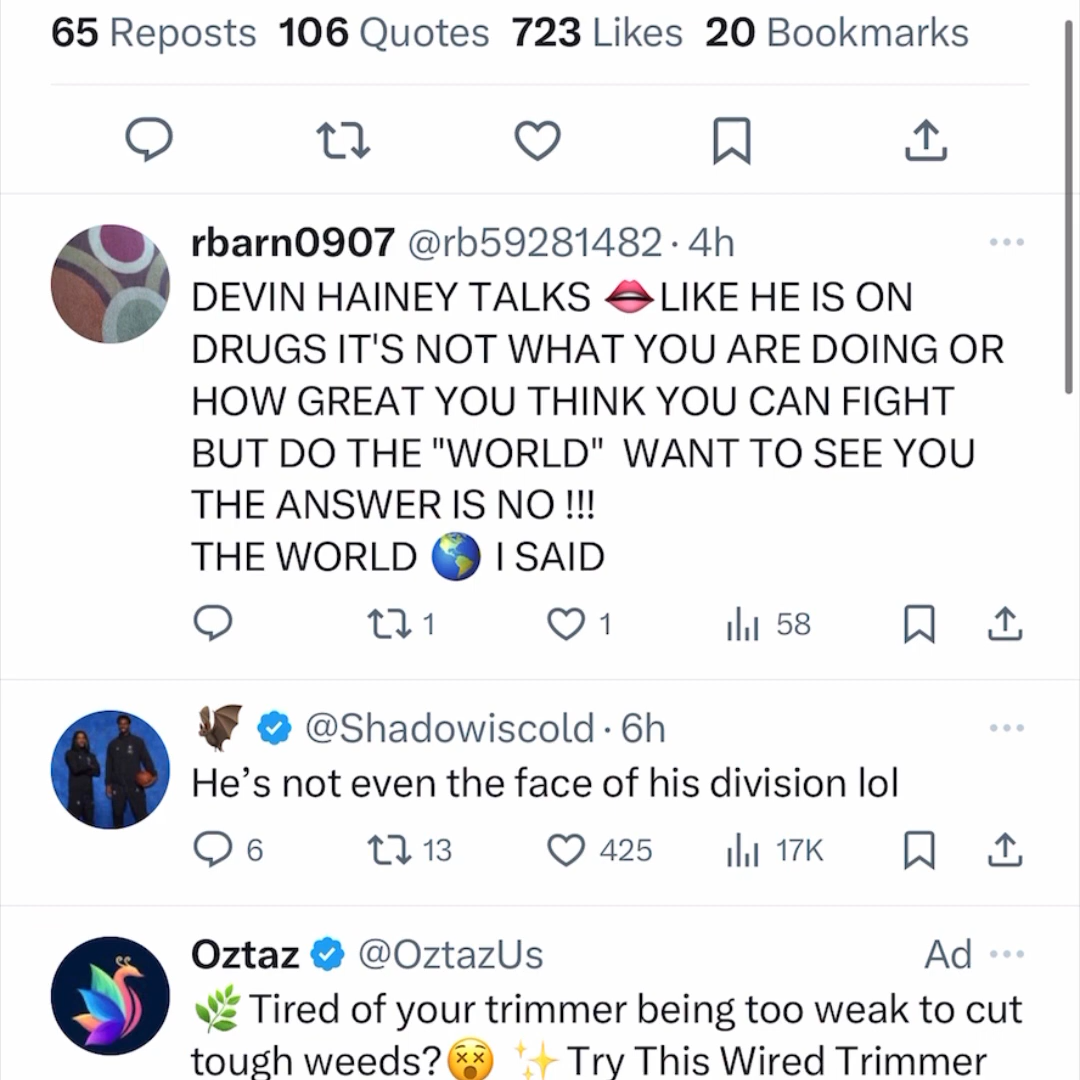 65 Reposts 106 Quotes 723 Likes 20 Bookmarks
rbarn0907 @rb59281482 · 4h
DEVIN HAINEY TALKS 🫦LIKE HE IS ON
DRUGS IT'S NOT WHAT YOU ARE DOING OR
HOW GREAT YOU THINK YOU CAN FIGHT
BUT DO THE "WORLD" WANT TO SEE YOU
THE ANSWER IS NO !!!
THE WORLD 🌎 I SAID
1 1 58
🦇 @Shadowiscold · 6h
He’s not even the face of his division lol
6 13 425 17K
Oztaz @OztazUs Ad
🌿 Tired of your trimmer being too weak to cut
tough weeds?😵 ✨ Try This Wired Trimmer